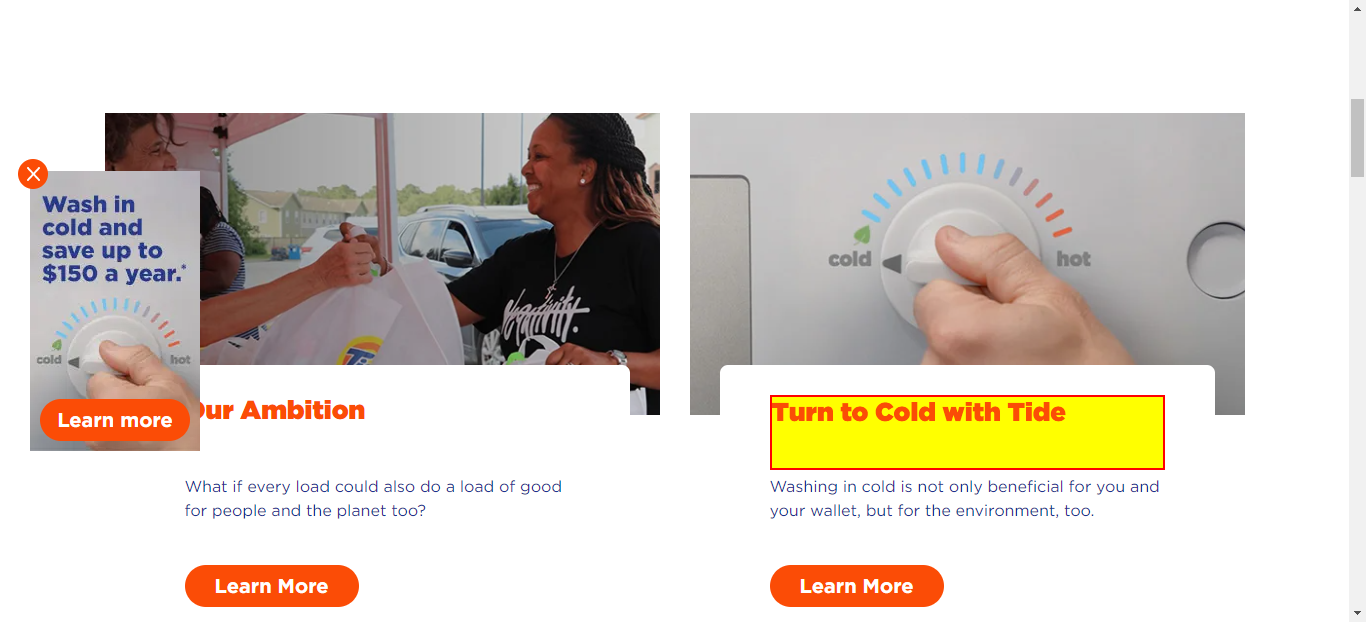 Wash in
cold and
save up to
$150 a year.*
cold
hot
Learn more
Our Ambition
What if every load could also do a load of good
for people and the planet too?
Learn More
cold
hot
Turn to Cold with Tide
Washing in cold is not only beneficial for you and
your wallet, but for the environment, too.
Learn More